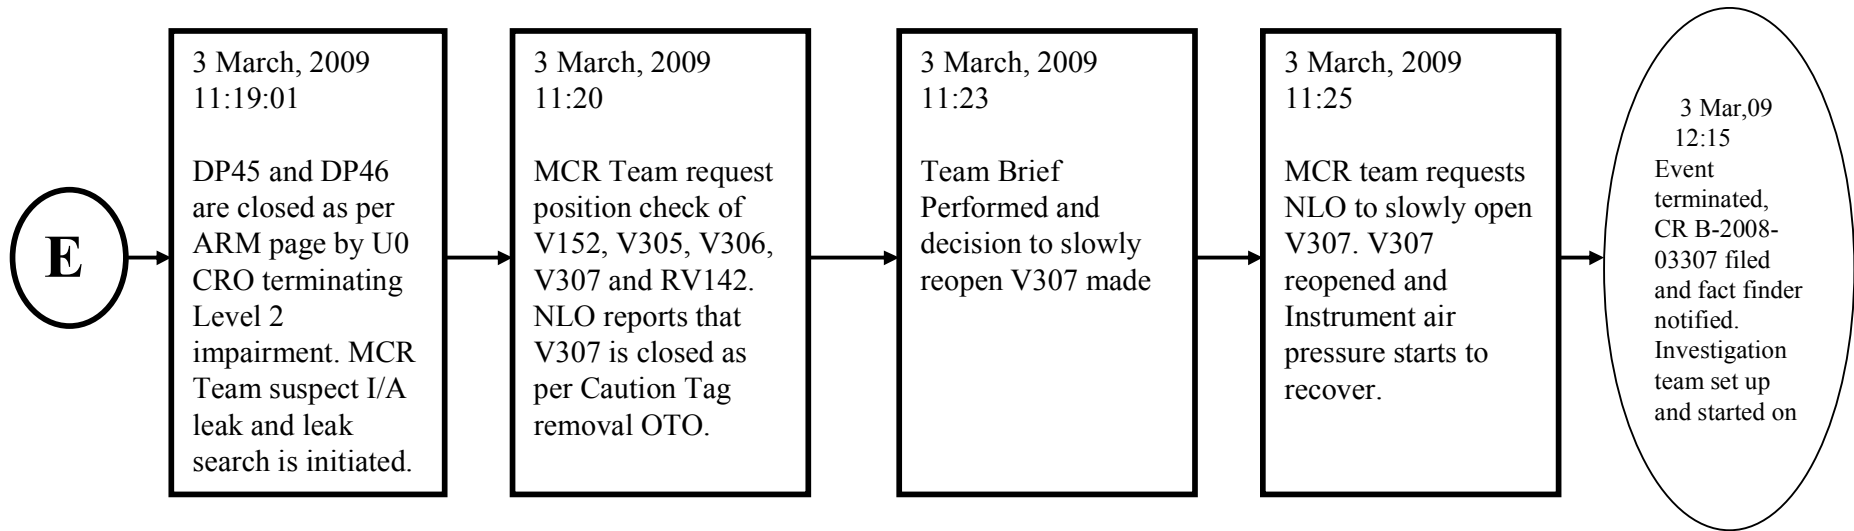 E
3 March, 2009
11:19:01
DP45 and DP46
are closed as per
ARM page by U0
CRO terminating
Level 2
impairment. MCR
Team suspect I/A
leak and leak
search is initiated.
3 March, 2009
11:20
MCR Team request
position check of
V152, V305, V306,
V307 and RV142.
NLO reports that
V307 is closed as
per Caution Tag
removal OTO.
3 March, 2009
11:23
Team Brief
Performed and
decision to slowly
reopen V307 made
3 March, 2009
11:25
MCR team requests
NLO to slowly open
V307. V307
reopened and
Instrument air
pressure starts to
recover.
3 Mar,09
12:15
Event
terminated,
CR B-2008-
03307 filed
and fact finder
notified.
Investigation
team set up
and started on